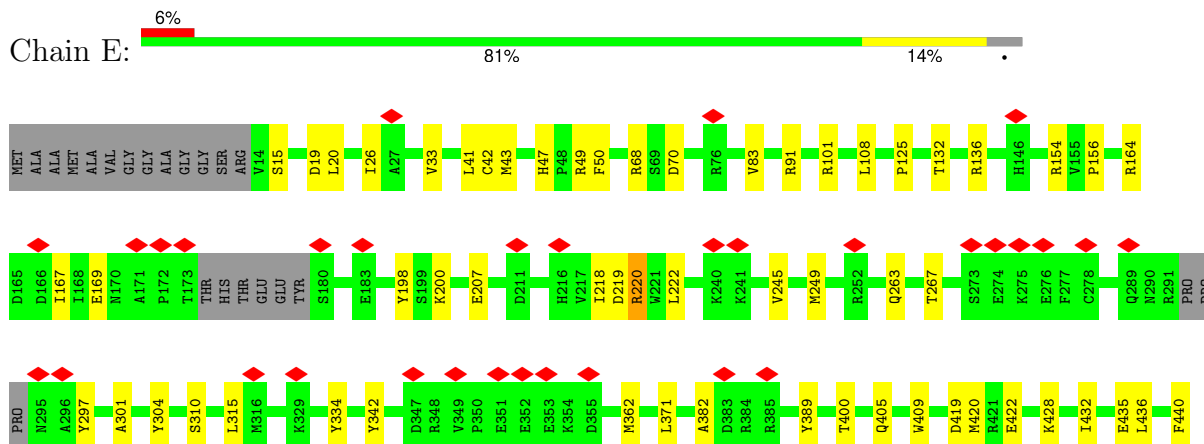 6%
Chain E:
81%
14%
•
MET ALA ALA MET ALA VAL GLY GLY ALA GLY GLY SER ARG V14 S15 D19 L20 I26 A27 V33 L41 C42 M43 H47 P48 R49 F50 R68 S69 D70 R76 V83 R91 R101 L108 P125 T132 R136 H146 R154 V155 P156 R164
D165 D166 I167 I168 E169 N170 A171 P172 T173 THR HIS THR GLU GLU TYR S180 E183 Y198 S199 K200 E207 D211 H216 V217 I218 D219 R220 W221 L222 K240 K241 V245 M249 R252 Q263 T267 S273 E274 K275 E276 F277 C278 Q289 N290 R291 PRO PRO
PRO N295 A296 Y297 A301 Y304 S310 L315 M316 K329 Y334 Y342 D347 R348 V349 P350 E351 E352 E353 K354 D355 M362 L371 A382 D383 R384 R385 Y389 T400 Q405 W409 D419 M420 R421 E422 K428 I432 E435 L436 F440